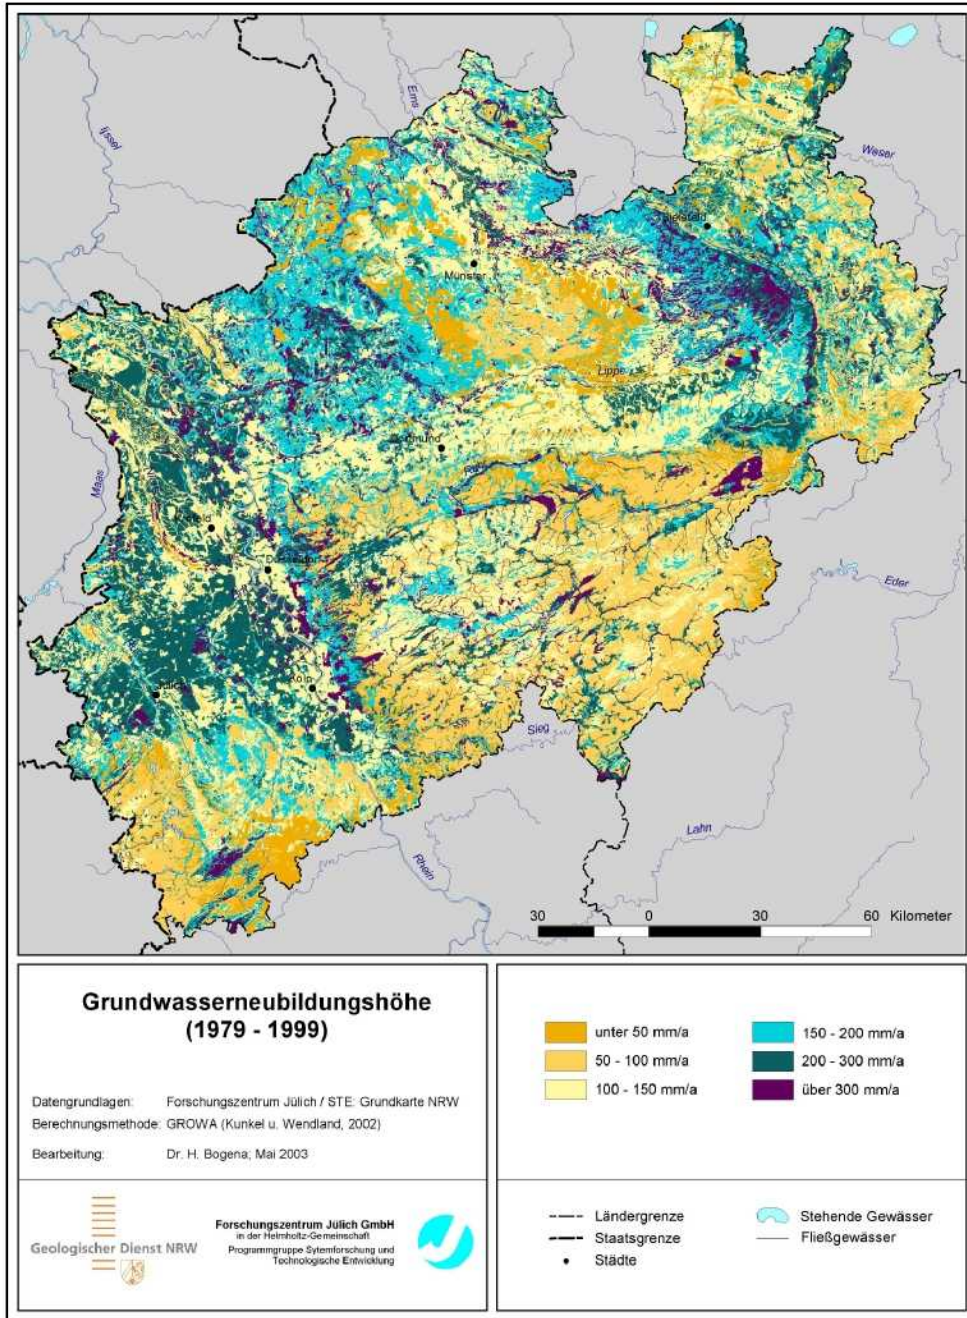 Ijssel
Ems
Weser
Bielefeld
Münster
Lippe
Dortmund
Maas
Eder
Jülich
Köln
Sieg
Lahn
Rhein
30 0 30 60 Kilometer
Grundwasserneubildungshöhe
(1979 - 1999)
Datengrundlagen: Forschungszentrum Jülich / STE: Grundkarte NRW
Berechnungsmethode: GROWA (Kunkel u. Wendland, 2002)
Bearbeitung: Dr. H. Bogena; Mai 2003
Geologischer Dienst NRW
Forschungszentrum Jülich GmbH
in der Helmholtz-Gemeinschaft
Programmgruppe Sytemforschung und
Technologische Entwicklung
unter 50 mm/a
50 - 100 mm/a
100 - 150 mm/a
150 - 200 mm/a
200 - 300 mm/a
über 300 mm/a
Ländergrenze
Staatsgrenze
Städte
Stehende Gewässer
Fließgewässer